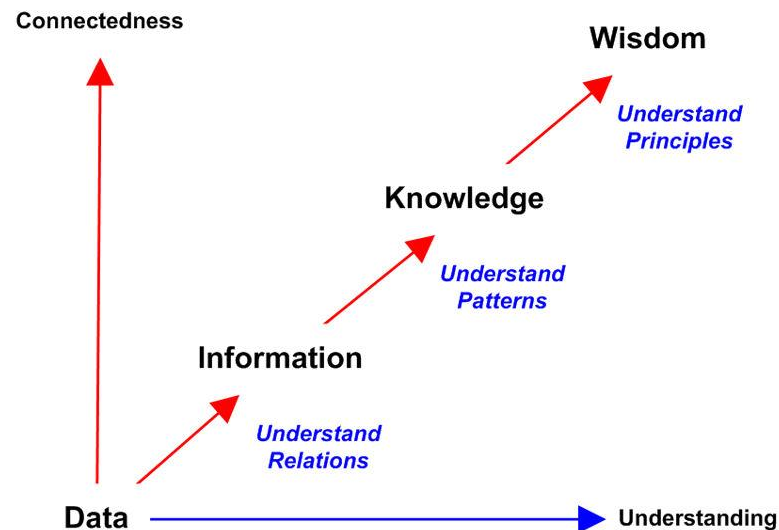 Connectedness
Wisdom
Understand
Principles
Knowledge
Understand
Patterns
Information
Understand
Relations
Data
Understanding